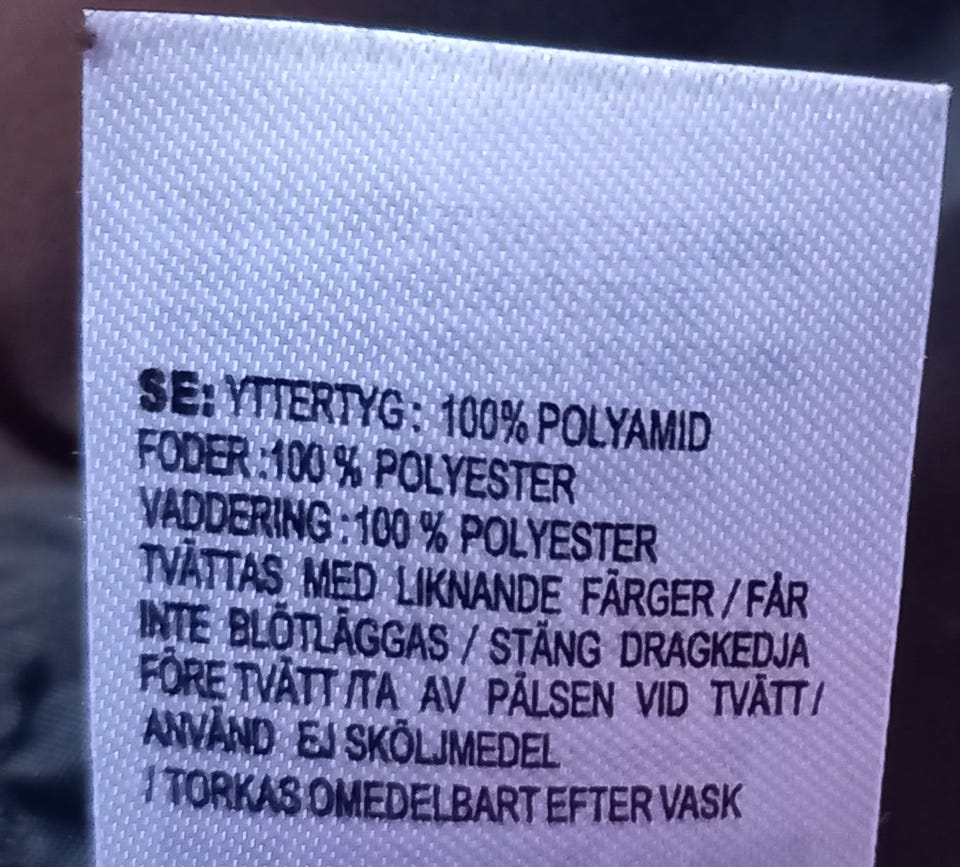 SE: YTTERTYG: 100% POLYAMID
FODER:100 % POLYESTER
VADDERING:100 % POLYESTER
TVÄTTAS MED LIKNANDE FÄRGER / FÅR
INTE BLÖTLÄGGAS / STÄNG DRAGKEDJA
FÖRE TVÄTT /TA AV PÄLSEN VID TVÄTT/
ANVÄND EJ SKÖLJMEDEL
/ TORKAS OMEDELBART EFTER VASK